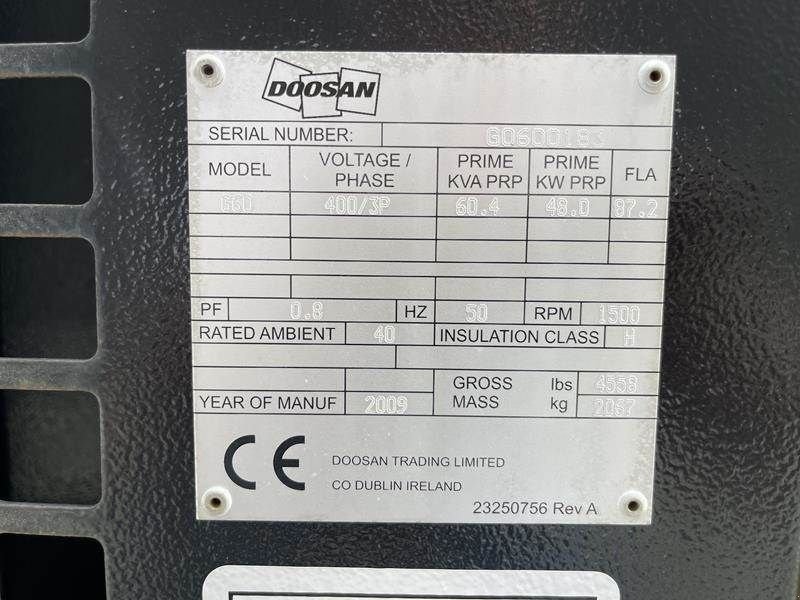 DOOSAN
SERIAL NUMBER:
MODEL VOLTAGE / PHASE PRIME KVA PRP PRIME KW PRP FLA
G60 400/3P 60.4 48.0 87.2
PF 0.8 HZ 50 RPM 1500
RATED AMBIENT 40 INSULATION CLASS H
GROSS MASS lbs 4558
YEAR OF MANUF 2009 kg 2067
CE
DOOSAN TRADING LIMITED
CO DUBLIN IRELAND
23250756 Rev A